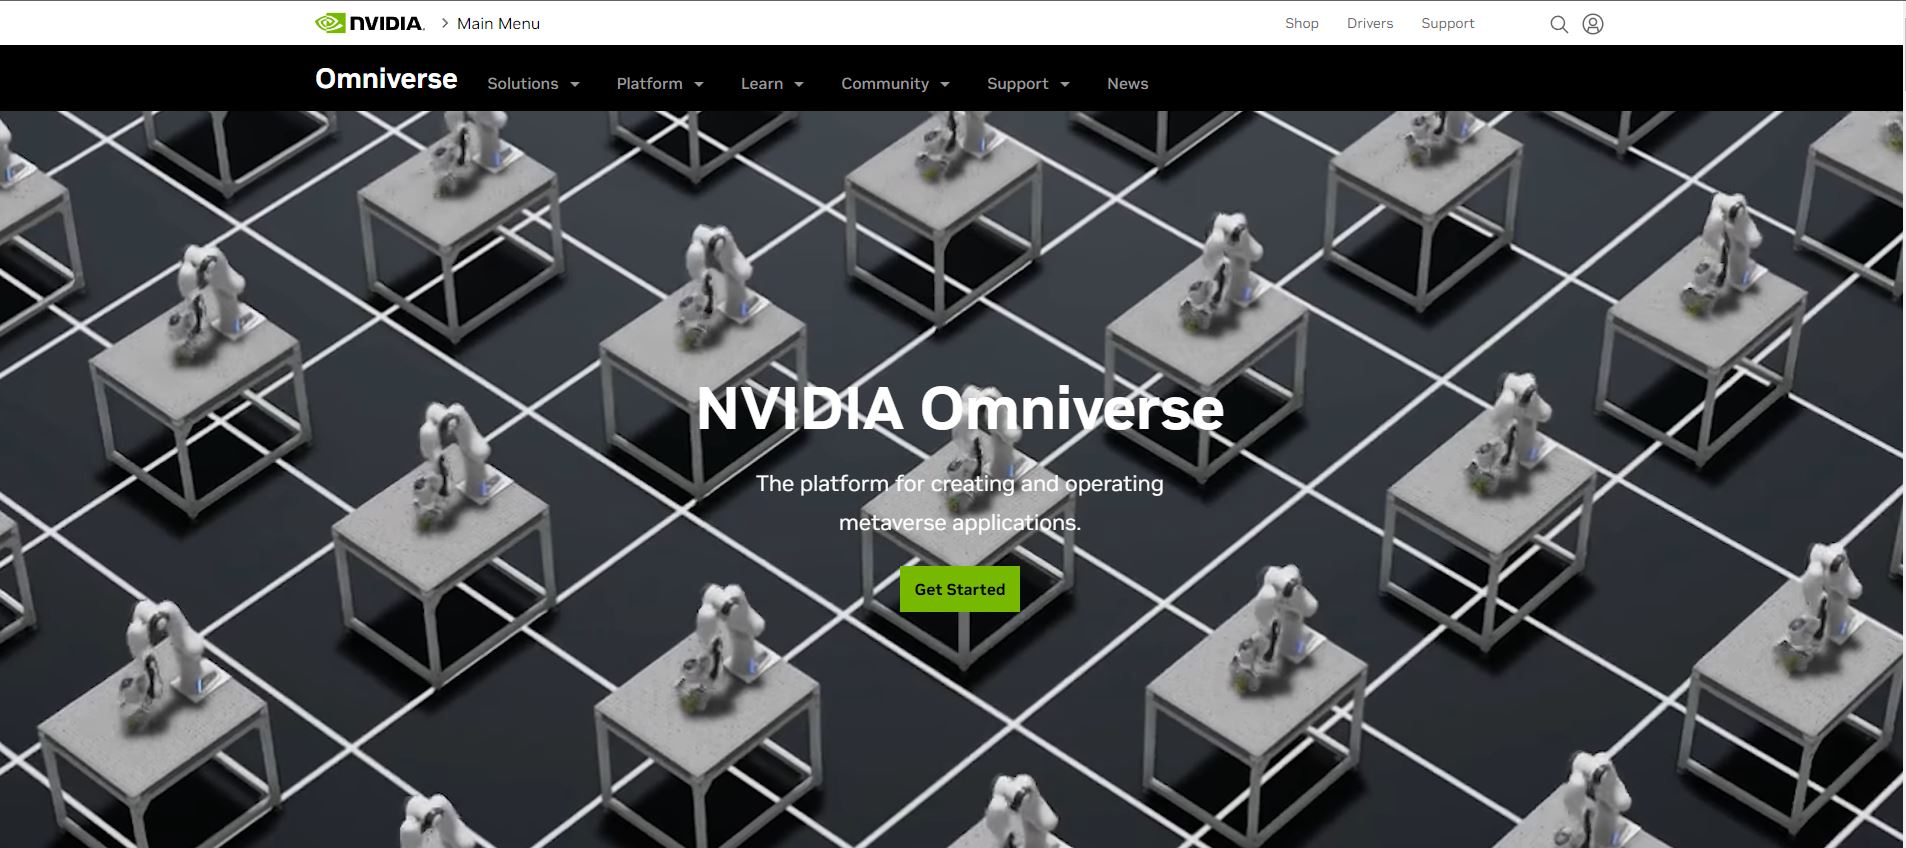 NVIDIA. Main Menu Shop Drivers Support
Omniverse Solutions Platform Learn Community Support News
NVIDIA Omniverse
The platform for creating and operating
metaverse applications.
Get Started